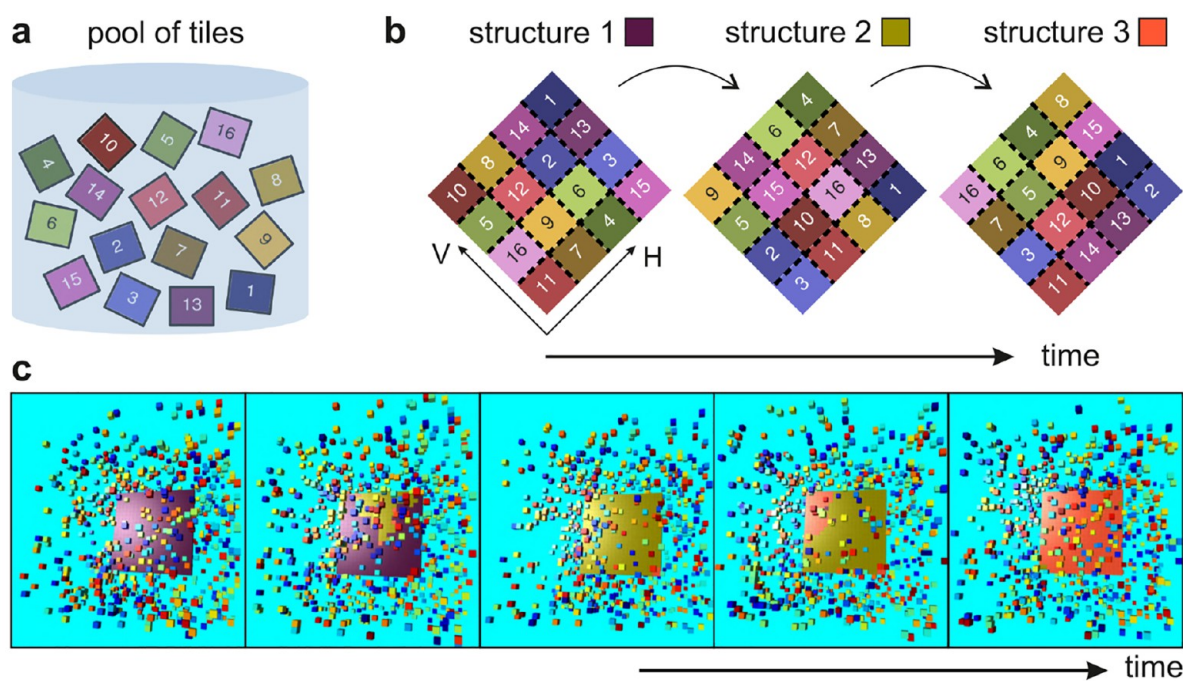 a
pool of tiles
16
5
10
4
8
14
12
11
6
2
7
9
15
3
13
1
b
structure 1
structure 2
structure 3
10 8 14 1
5 12 2 13
16 9 6 3
11 7 4 15
V
H
9 14 6 4
5 15 12 7
2 10 16 13
3 11 8 1
16 6 4 8
7 5 9 15
3 12 10 1
11 14 13 2
time
c
time